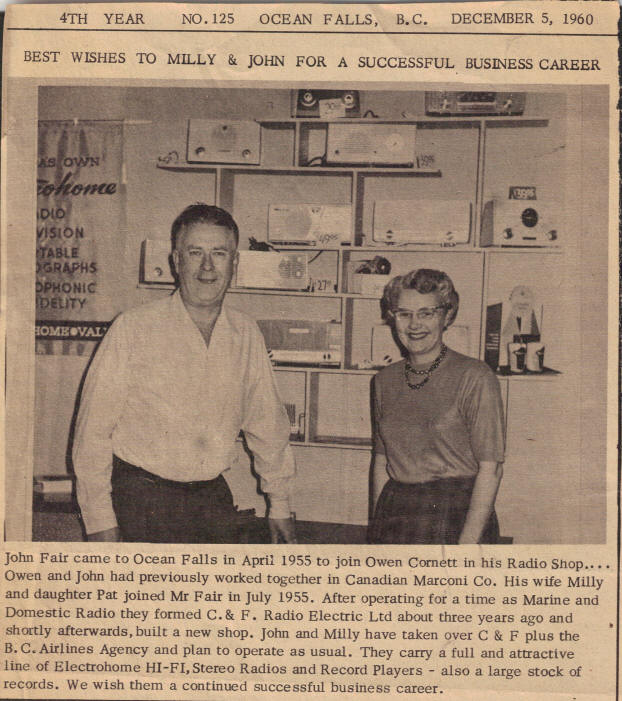 4TH YEAR NO. 125 OCEAN FALLS, B.C. DECEMBER 5, 1960
BEST WISHES TO MILLY & JOHN FOR A SUCCESSFUL BUSINESS CAREER
AS OWN
ohome
DIO
VISION
TABLE
OGRAPHS
OPHONIC
IDELITY
HOME VAL
John Fair came to Ocean Falls in April 1955 to join Owen Cornett in his Radio Shop....
Owen and John had previously worked together in Canadian Marconi Co. His wife Milly
and daughter Pat joined Mr Fair in July 1955. After operating for a time as Marine and
Domestic Radio they formed C. & F. Radio Electric Ltd about three years ago and
shortly afterwards, built a new shop. John and Milly have taken over C & F plus the
B. C. Airlines Agency and plan to operate as usual. They carry a full and attractive
line of Electrohome HI-FI, Stereo Radios and Record Players - also a large stock of
records. We wish them a continued successful business career.